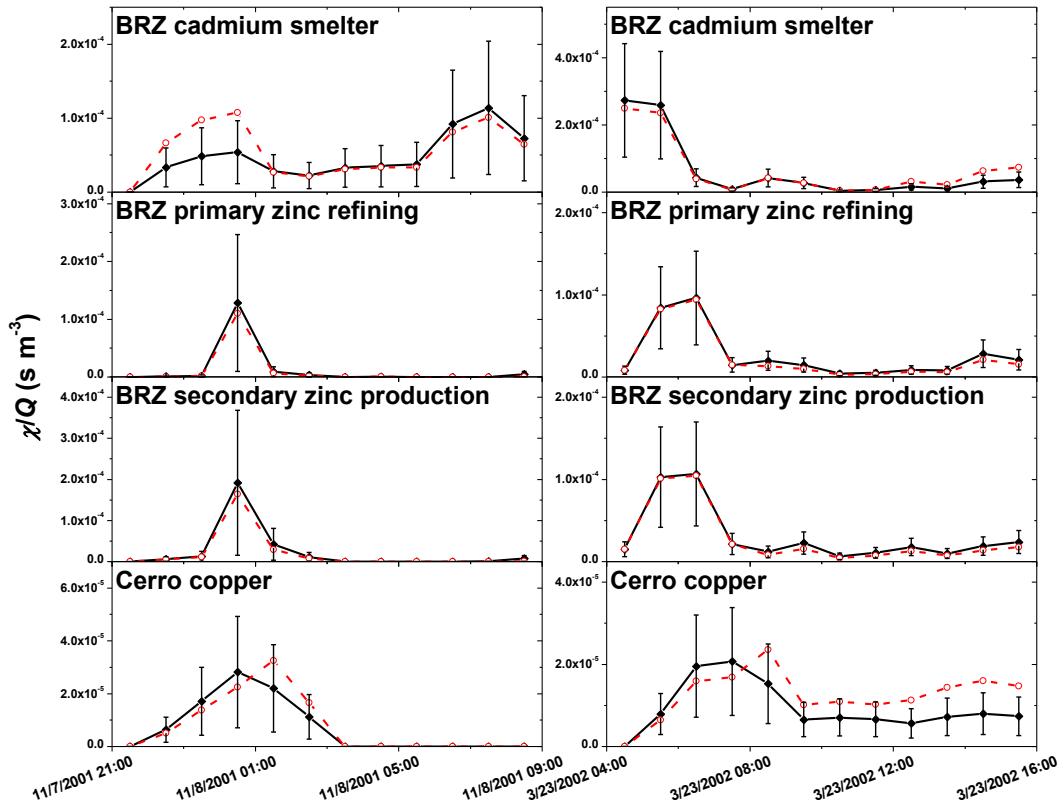 BRZ cadmium smelter
2.0x10⁻⁴
1.0x10⁻⁴
0.0
BRZ primary zinc refining
3.0x10⁻⁴
2.0x10⁻⁴
1.0x10⁻⁴
0.0
BRZ secondary zinc production
4.0x10⁻⁴
3.0x10⁻⁴
2.0x10⁻⁴
1.0x10⁻⁴
0.0
Cerro copper
6.0x10⁻⁵
4.0x10⁻⁵
2.0x10⁻⁵
0.0
χ/Q (s m⁻³)
11/7/2001 21:00
11/8/2001 01:00
11/8/2001 05:00
11/8/2001 09:00
BRZ cadmium smelter
4.0x10⁻⁴
2.0x10⁻⁴
0.0
BRZ primary zinc refining
2.0x10⁻⁴
1.0x10⁻⁴
0.0
BRZ secondary zinc production
2.0x10⁻⁴
1.0x10⁻⁴
0.0
Cerro copper
4.0x10⁻⁵
2.0x10⁻⁵
0.0
3/23/2002 04:00
3/23/2002 08:00
3/23/2002 12:00
3/23/2002 16:00